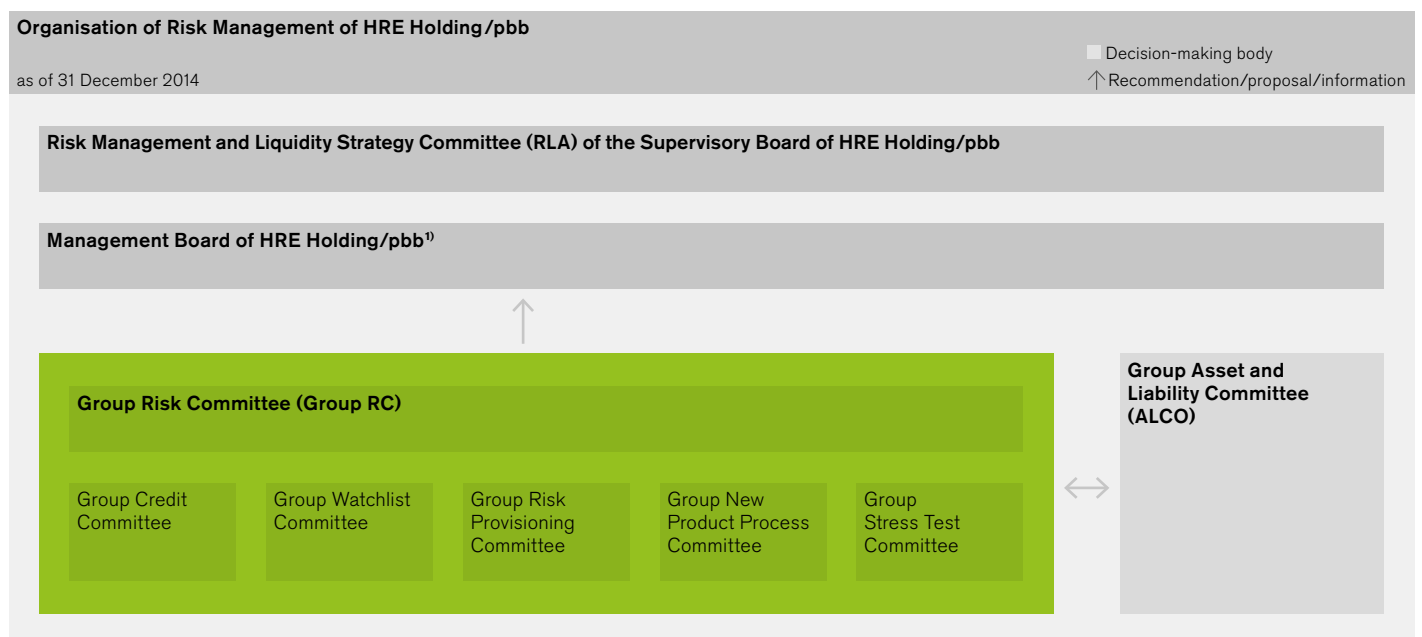 Organisation of Risk Management of HRE Holding/pbb
as of 31 December 2014
Decision-making body
↑ Recommendation/proposal/information
Risk Management and Liquidity Strategy Committee (RLA) of the Supervisory Board of HRE Holding/pbb
Management Board of HRE Holding/pbb¹⁾
Group Risk Committee (Group RC)
Group Credit
Committee
Group Watchlist
Committee
Group Risk
Provisioning
Committee
Group New
Product Process
Committee
Group
Stress Test
Committee
Group Asset and
Liability Committee
(ALCO)